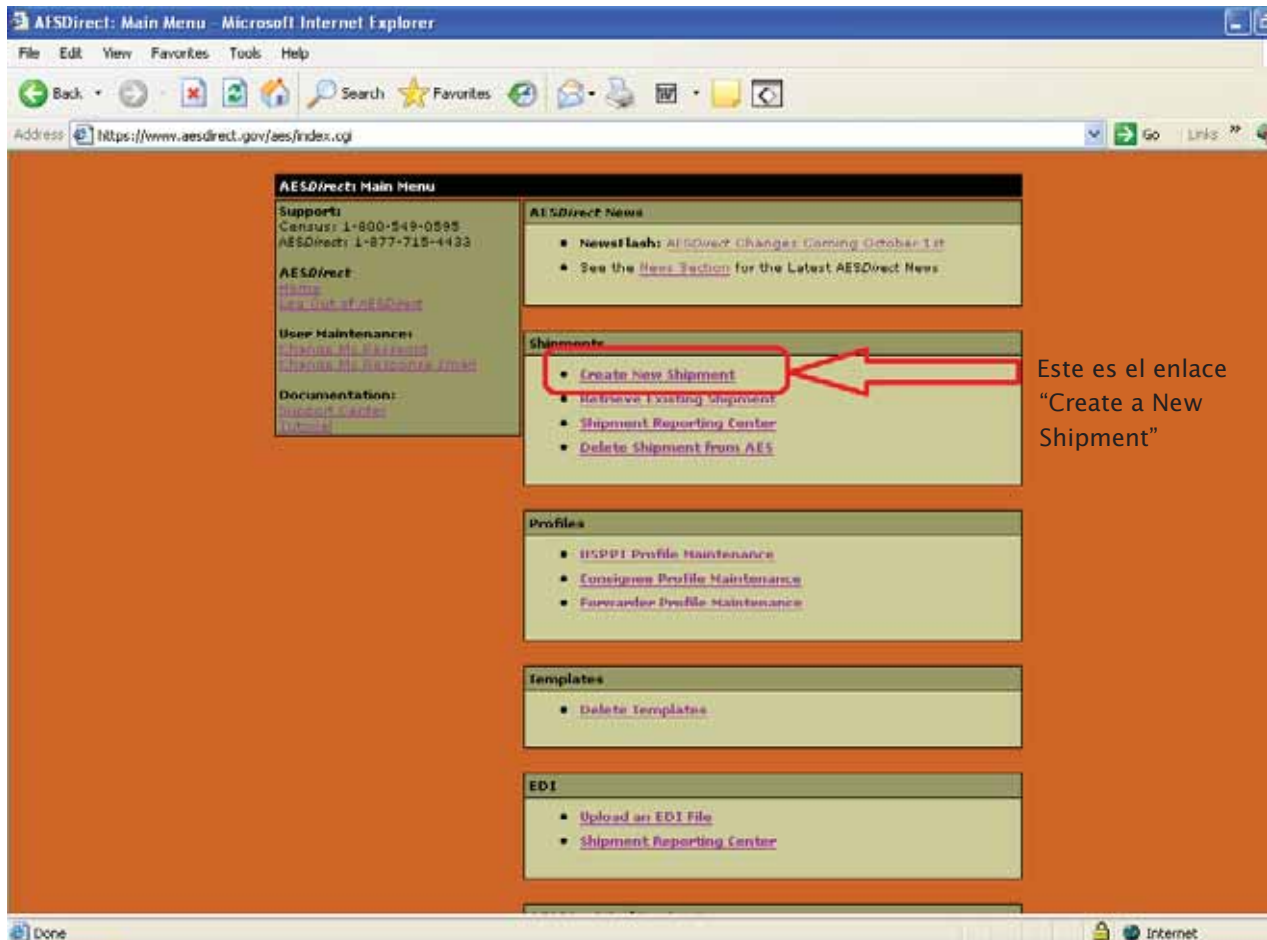 AESDirect: Main Menu - Microsoft Internet Explorer
File Edit View Favorites Tools Help
Back Search Favorites
Address https://www.aesdirect.gov/aes/index.cgi Go Links »
AESDirect: Main Menu
Support:
Census: 1-800-549-0595
AESDirect: 1-877-715-4433
AESDirect
Home
Log Out of AESDirect
User Maintenance:
Change My Password
Change My Response Email
Documentation:
Support Center
Tutorial
AESDirect News
• NewsFlash: AESDirect Changes Coming October 1st
• See the News Section for the Latest AESDirect News
Shipments
• Create New Shipment
• Retrieve Existing Shipment
• Shipment Reporting Center
• Delete Shipment from AES
Este es el enlace
“Create a New
Shipment”
Profiles
• USPPI Profile Maintenance
• Consignee Profile Maintenance
• Forwarder Profile Maintenance
Templates
• Delete Templates
EDI
• Upload an EDI File
• Shipment Reporting Center
Done Internet